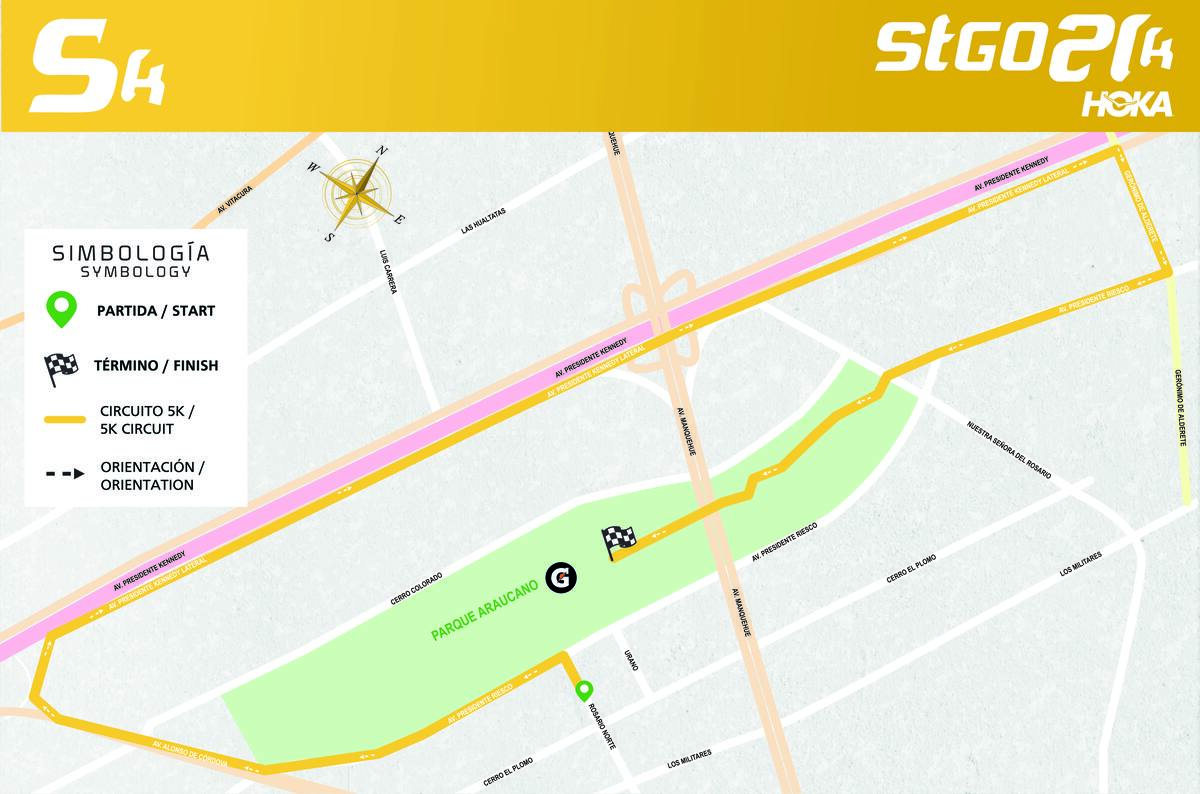 5k
stGO21k
HOKA
N
W
E
S
SIMBOLOGÍA
SYMBOLOGY
PARTIDA / START
TÉRMINO / FINISH
CIRCUITO 5K /
5K CIRCUIT
ORIENTACIÓN /
ORIENTATION
AV. VITACURA
LUIS CARRERA
LAS HUALTATAS
QUEHUE
AV. PRESIDENTE KENNEDY
AV. PRESIDENTE KENNEDY LATERAL
GERÓNIMO DE ALDERETE
AV. PRESIDENTE RIESCO
AV. PRESIDENTE KENNEDY
AV. PRESIDENTE KENNEDY LATERAL
AV. MANQUEHUE
GERÓNIMO DE ALDERETE
NUESTRA SEÑORA DEL ROSARIO
AV. PRESIDENTE KENNEDY
AV. PRESIDENTE KENNEDY LATERAL
CERRO COLORADO
PARQUE ARAUCANO
G
AV. PRESIDENTE RIESCO
CERRO EL PLOMO
LOS MILITARES
AV. MANQUEHUE
URANO
AV. PRESIDENTE RIESCO
ROSARIO NORTE
AV. ALONSO DE CÓRDOVA
CERRO EL PLOMO
LOS MILITARES